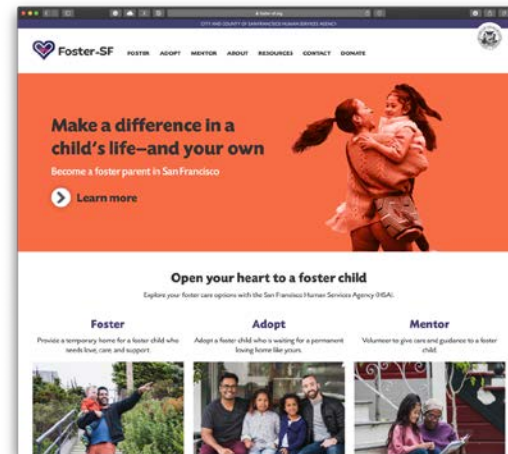 foster-sf.org
CITY AND COUNTY OF SAN FRANCISCO HUMAN SERVICES AGENCY
Foster-SF FOSTER ADOPT MENTOR ABOUT RESOURCES CONTACT DONATE
Make a difference in a
child's life—and your own
Become a foster parent in San Francisco
Learn more
Open your heart to a foster child
Explore your foster care options with the San Francisco Human Services Agency (HSA).
Foster
Provide a temporary home for a foster child who
needs love, care, and support.
Adopt
Adopt a foster child who is waiting for a permanent
loving home like yours.
Mentor
Volunteer to give care and guidance to a foster
child.